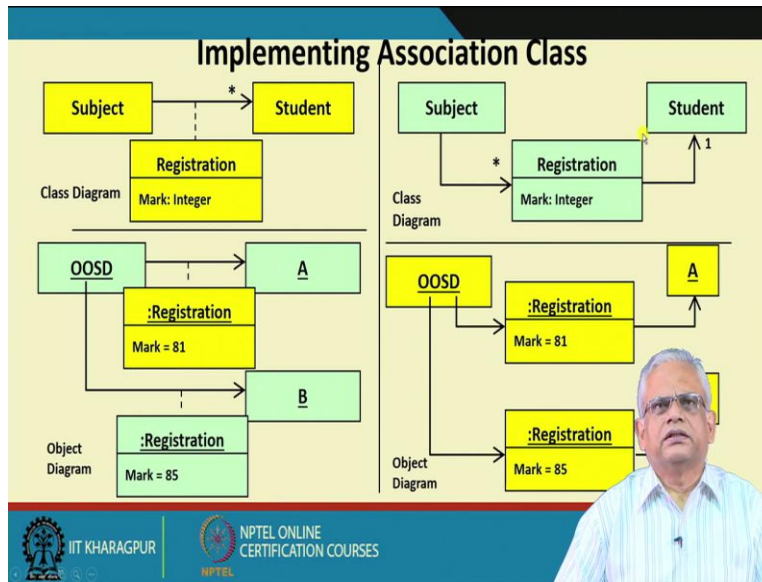 Implementing Association Class
Subject
*
Student
Registration
Mark: Integer
Class Diagram
OOSD
A
:Registration
Mark = 81
B
:Registration
Mark = 85
Object
Diagram
Subject
Student
*
1
Registration
Mark: Integer
Class
Diagram
OOSD
A
:Registration
Mark = 81
:Registration
Mark = 85
Object
Diagram
IIT KHARAGPUR
NPTEL
NPTEL ONLINE
CERTIFICATION COURSES